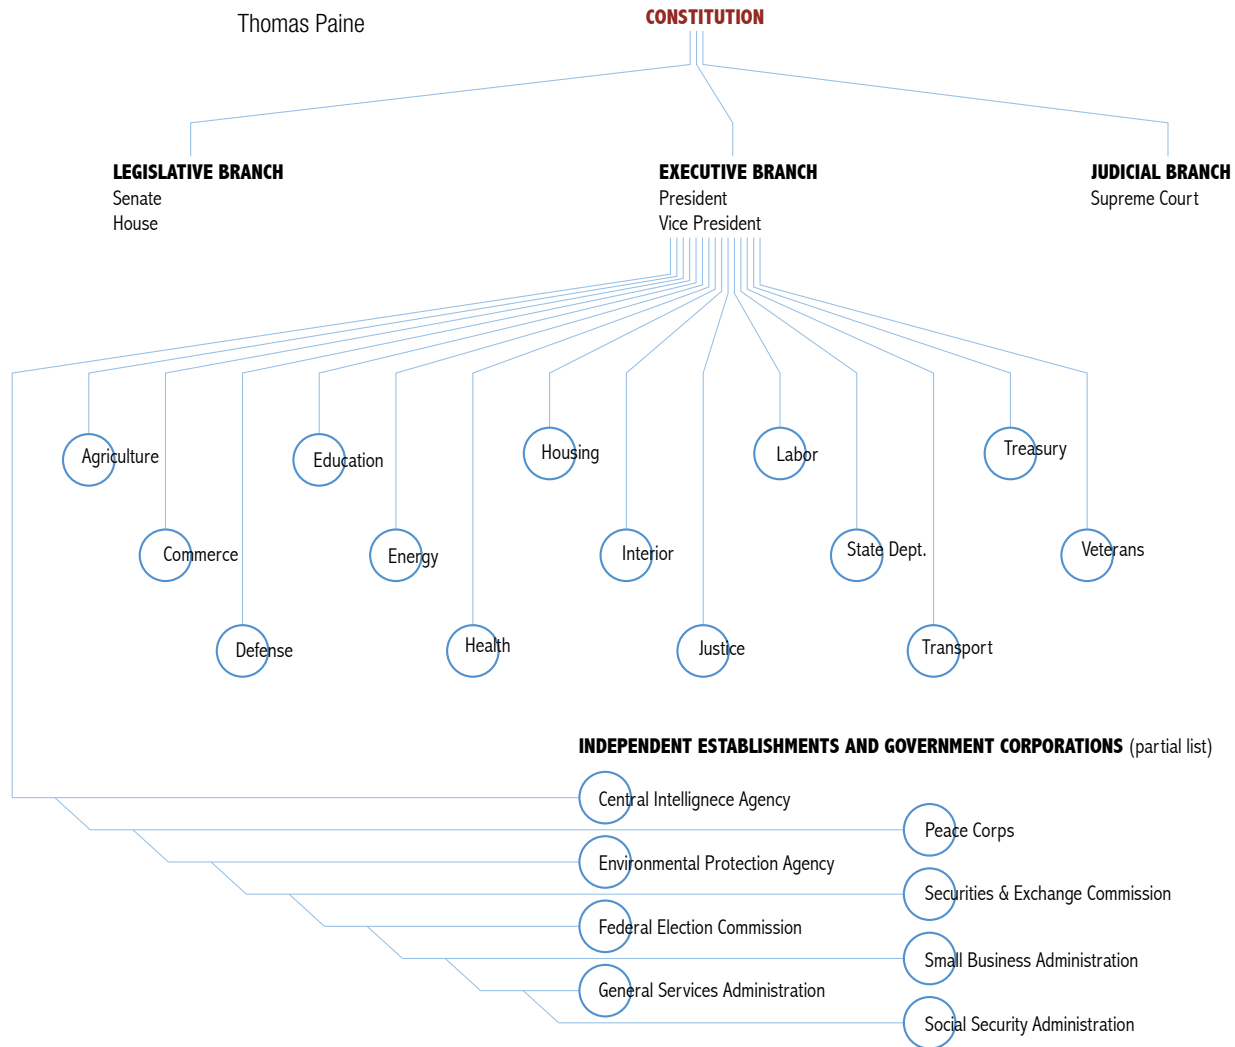 Thomas Paine
CONSTITUTION
LEGISLATIVE BRANCH
Senate
House
EXECUTIVE BRANCH
President
Vice President
JUDICIAL BRANCH
Supreme Court
Agriculture
Education
Housing
Labor
Treasury
Commerce
Energy
Interior
State Dept.
Veterans
Defense
Health
Justice
Transport
INDEPENDENT ESTABLISHMENTS AND GOVERNMENT CORPORATIONS (partial list)
Central Intellignece Agency
Peace Corps
Environmental Protection Agency
Securities & Exchange Commission
Federal Election Commission
Small Business Administration
General Services Administration
Social Security Administration